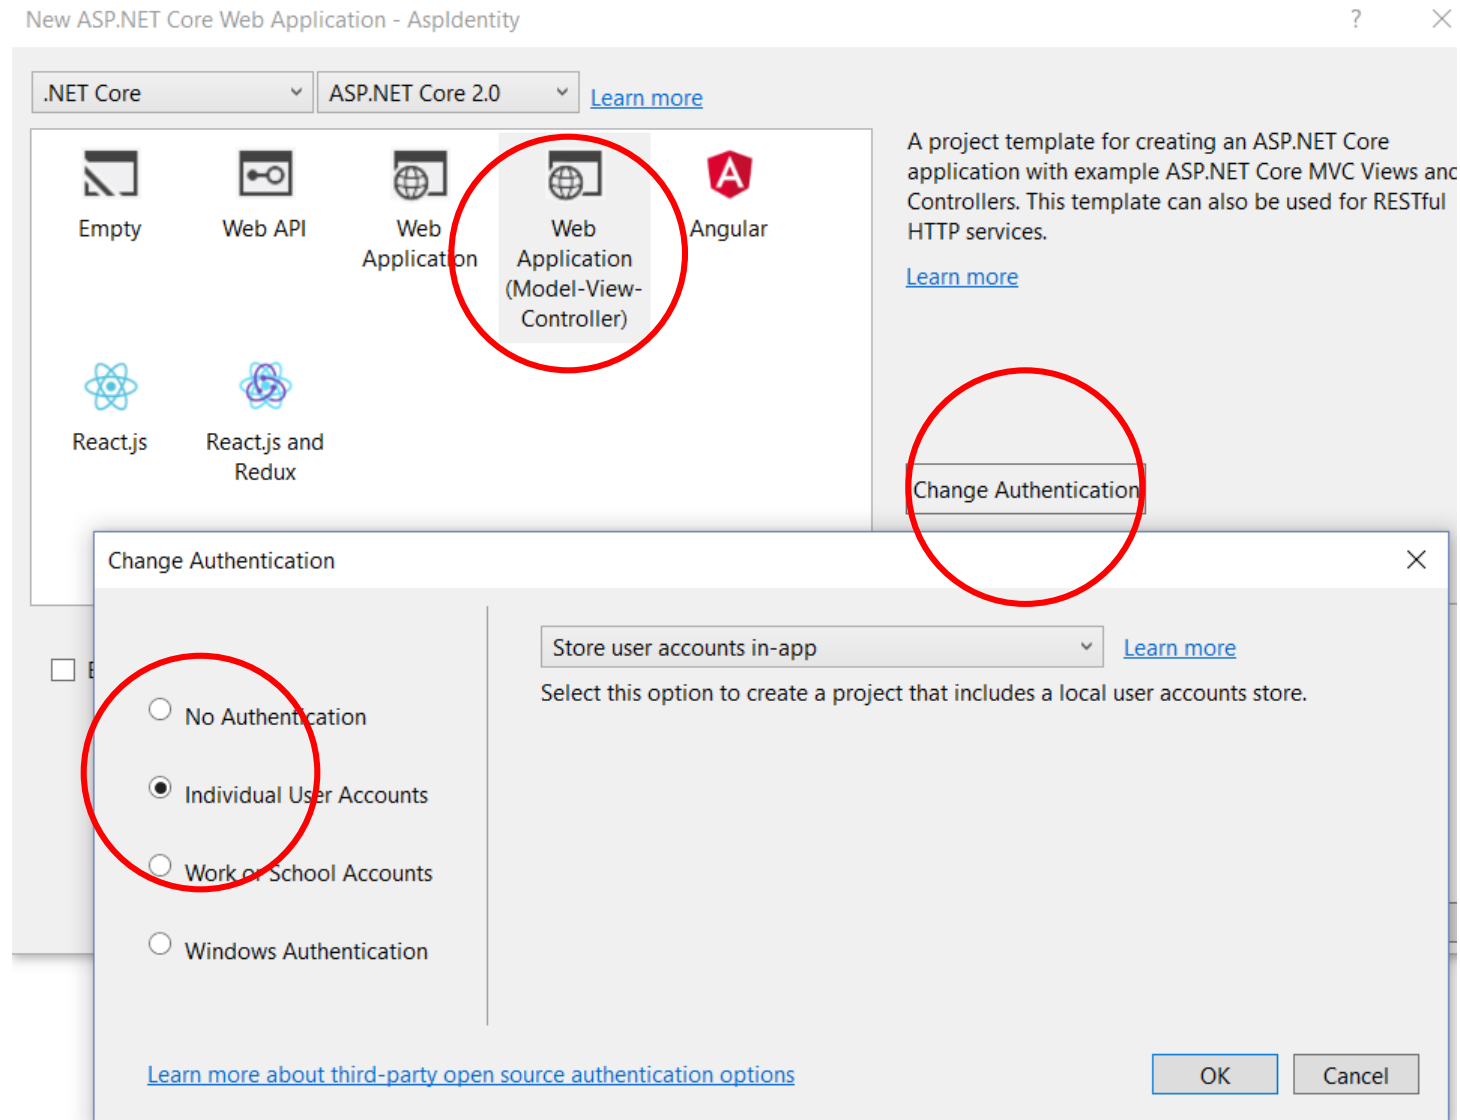 New ASP.NET Core Web Application - AspIdentity
.NET Core
ASP.NET Core 2.0
Learn more
Empty
Web API
Web
Application
Web
Application
(Model-View-
Controller)
Angular
React.js
React.js and
Redux
A project template for creating an ASP.NET Core
application with example ASP.NET Core MVC Views and
Controllers. This template can also be used for RESTful
HTTP services.
Learn more
Change Authentication
Change Authentication
No Authentication
Individual User Accounts
Work or School Accounts
Windows Authentication
Store user accounts in-app
Learn more
Select this option to create a project that includes a local user accounts store.
Learn more about third-party open source authentication options
OK
Cancel